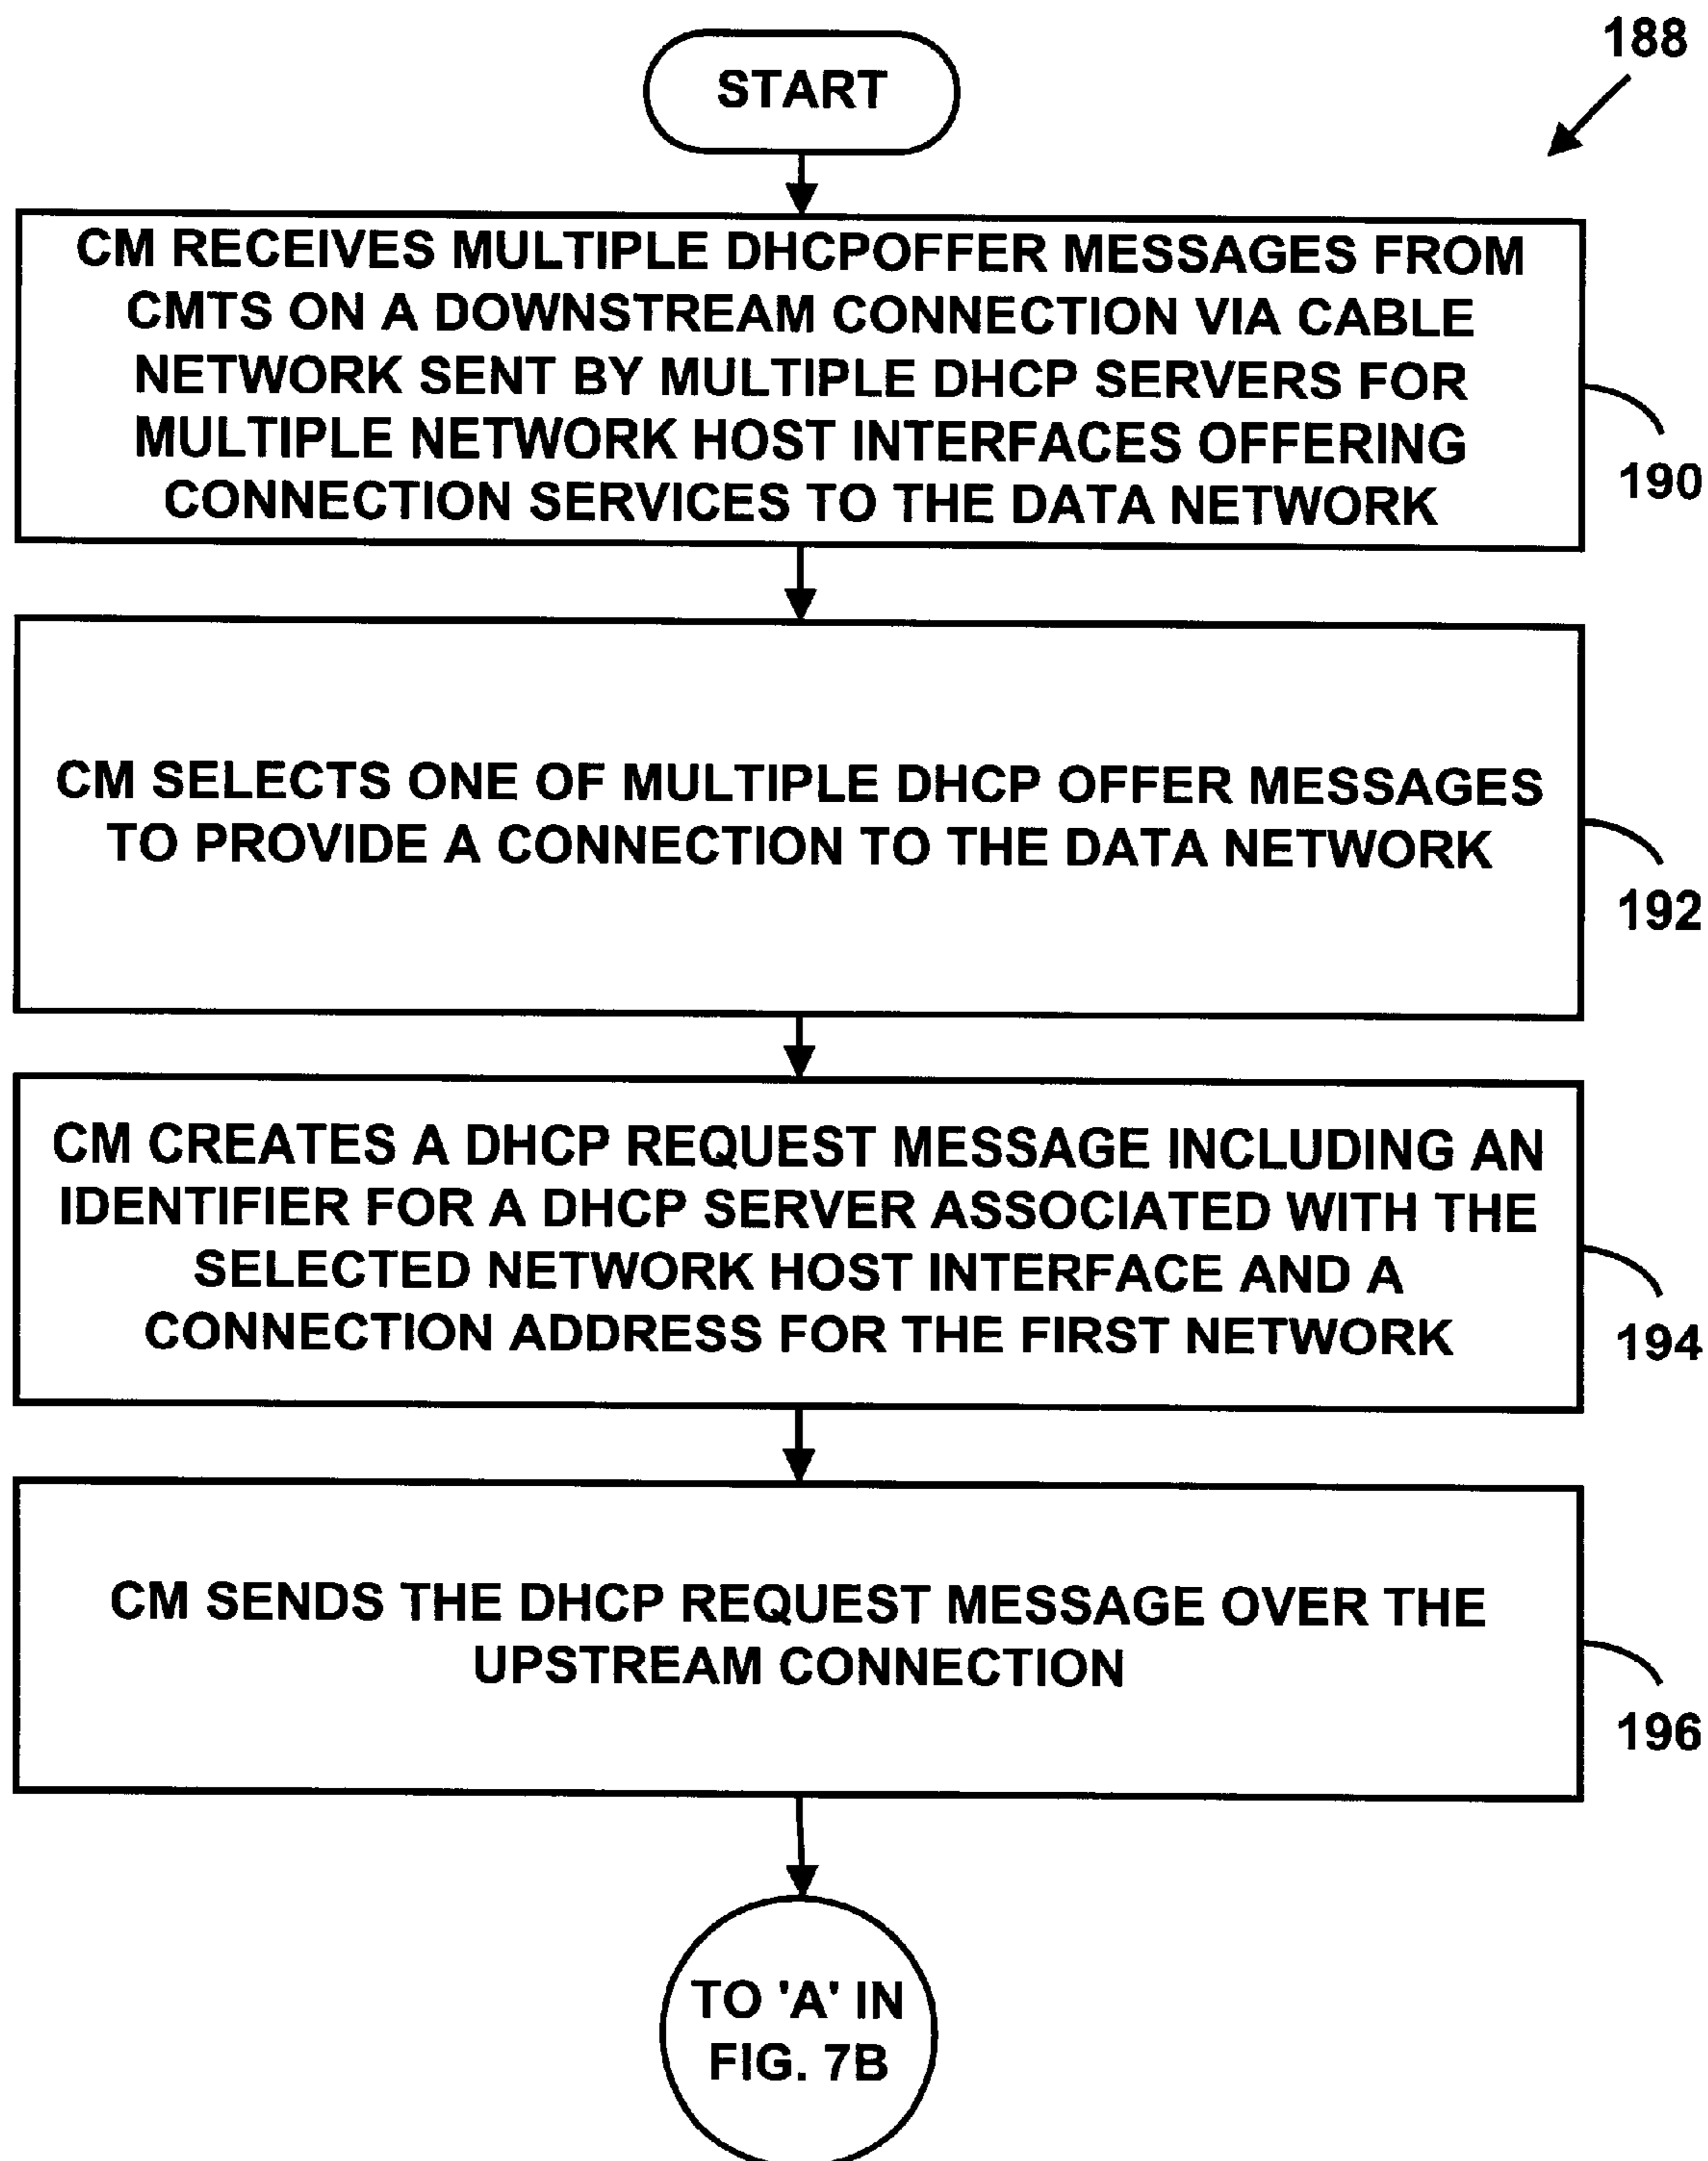 188
START
CM RECEIVES MULTIPLE DHCPOFFER MESSAGES FROM
CMTS ON A DOWNSTREAM CONNECTION VIA CABLE
NETWORK SENT BY MULTIPLE DHCP SERVERS FOR
MULTIPLE NETWORK HOST INTERFACES OFFERING
CONNECTION SERVICES TO THE DATA NETWORK
190
CM SELECTS ONE OF MULTIPLE DHCP OFFER MESSAGES
TO PROVIDE A CONNECTION TO THE DATA NETWORK
192
CM CREATES A DHCP REQUEST MESSAGE INCLUDING AN
IDENTIFIER FOR A DHCP SERVER ASSOCIATED WITH THE
SELECTED NETWORK HOST INTERFACE AND A
CONNECTION ADDRESS FOR THE FIRST NETWORK
194
CM SENDS THE DHCP REQUEST MESSAGE OVER THE
UPSTREAM CONNECTION
196
TO 'A' IN
FIG. 7B